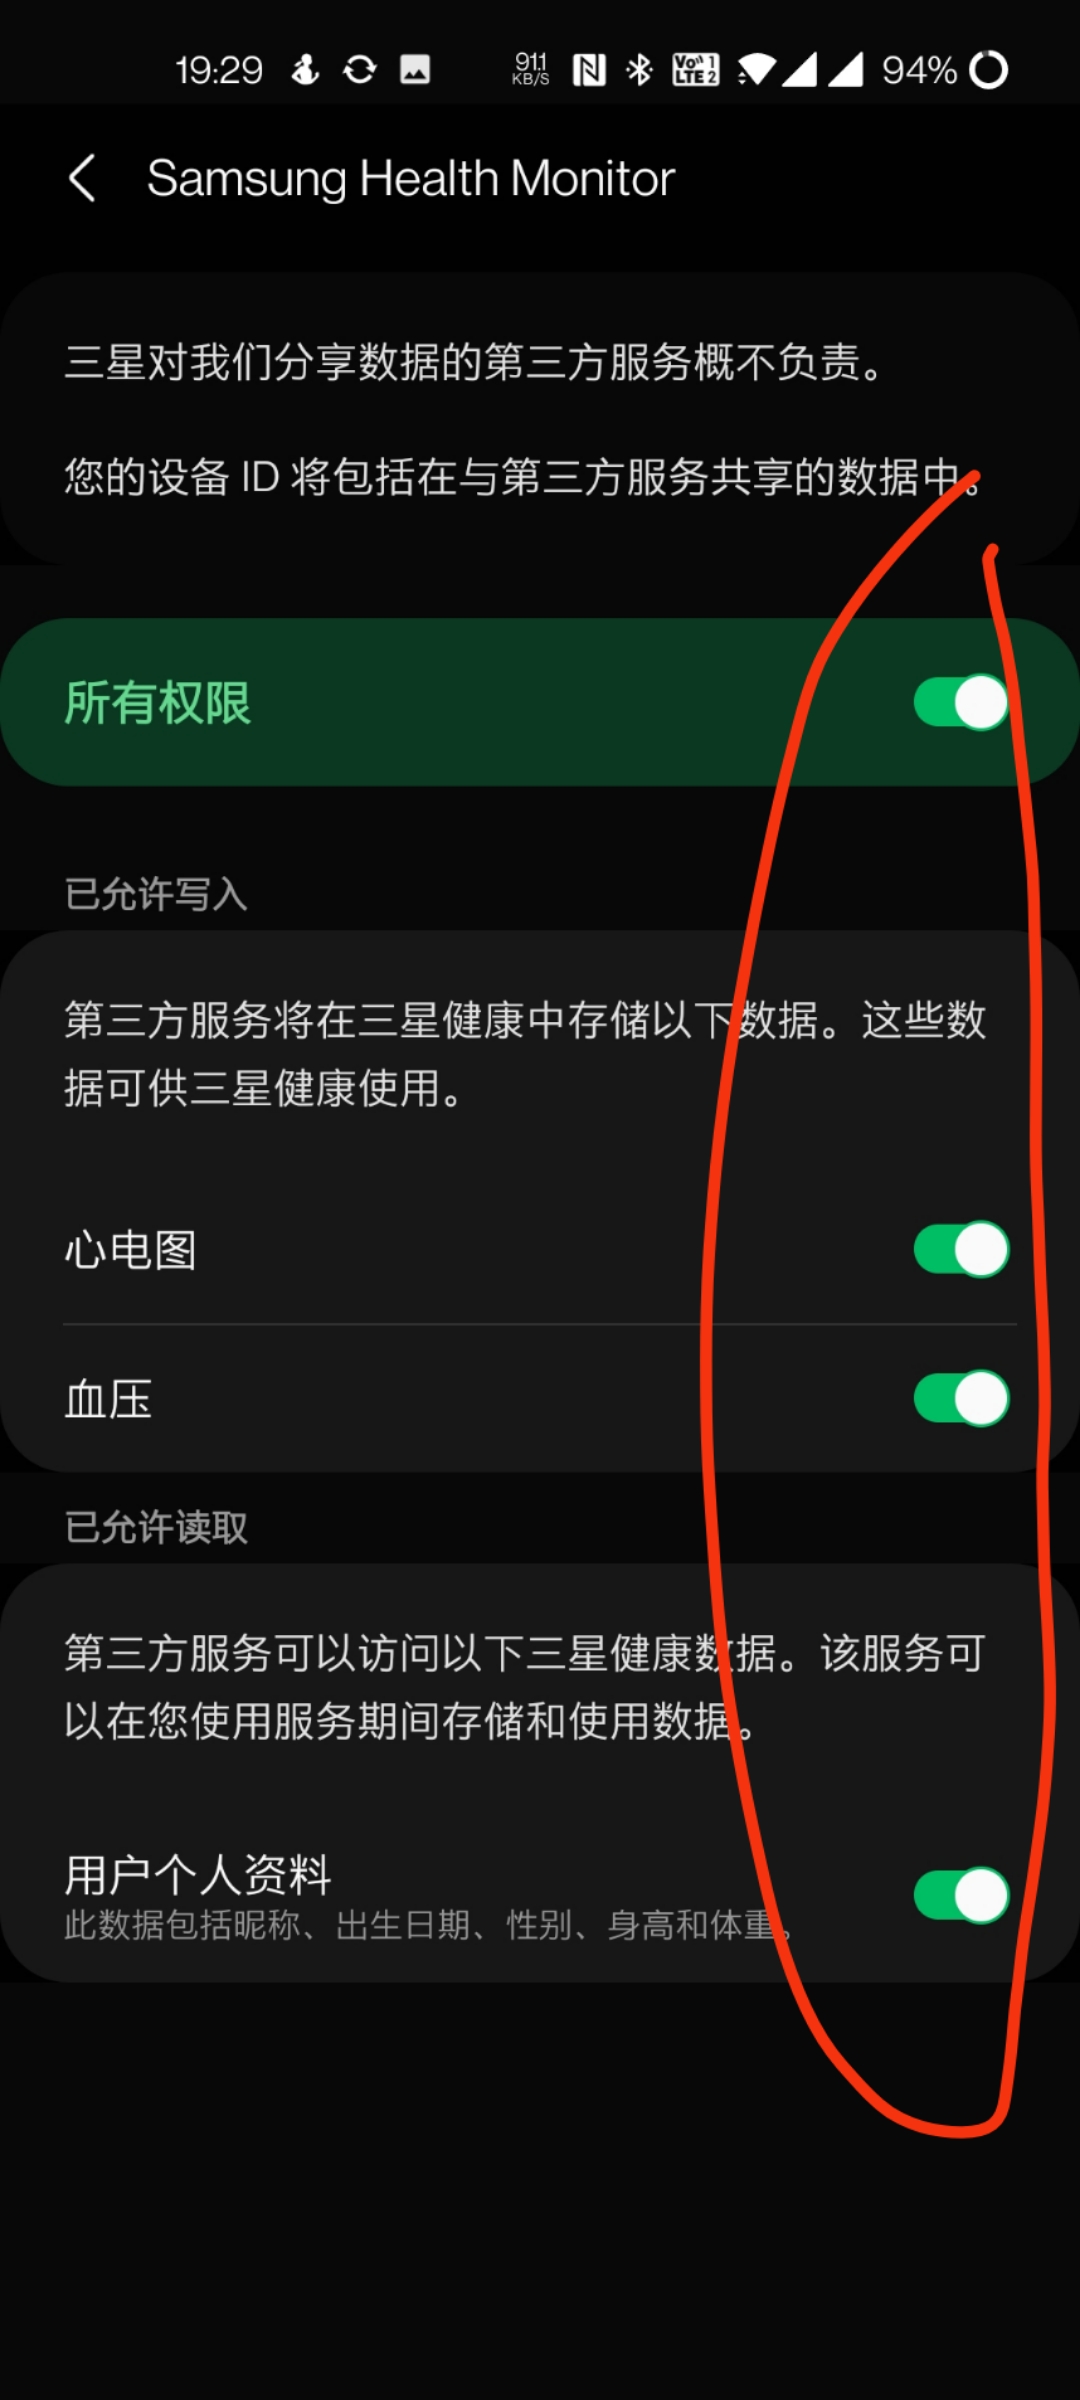 19:29
91.1 KB/S
Vo LTE 1 2
94%
Samsung Health Monitor
三星对我们分享数据的第三方服务概不负责。
您的设备 ID 将包括在与第三方服务共享的数据中。
所有权限
已允许写入
第三方服务将在三星健康中存储以下数据。这些数
据可供三星健康使用。
心电图
血压
已允许读取
第三方服务可以访问以下三星健康数据。该服务可
以在您使用服务期间存储和使用数据。
用户个人资料
此数据包括昵称、出生日期、性别、身高和体重。